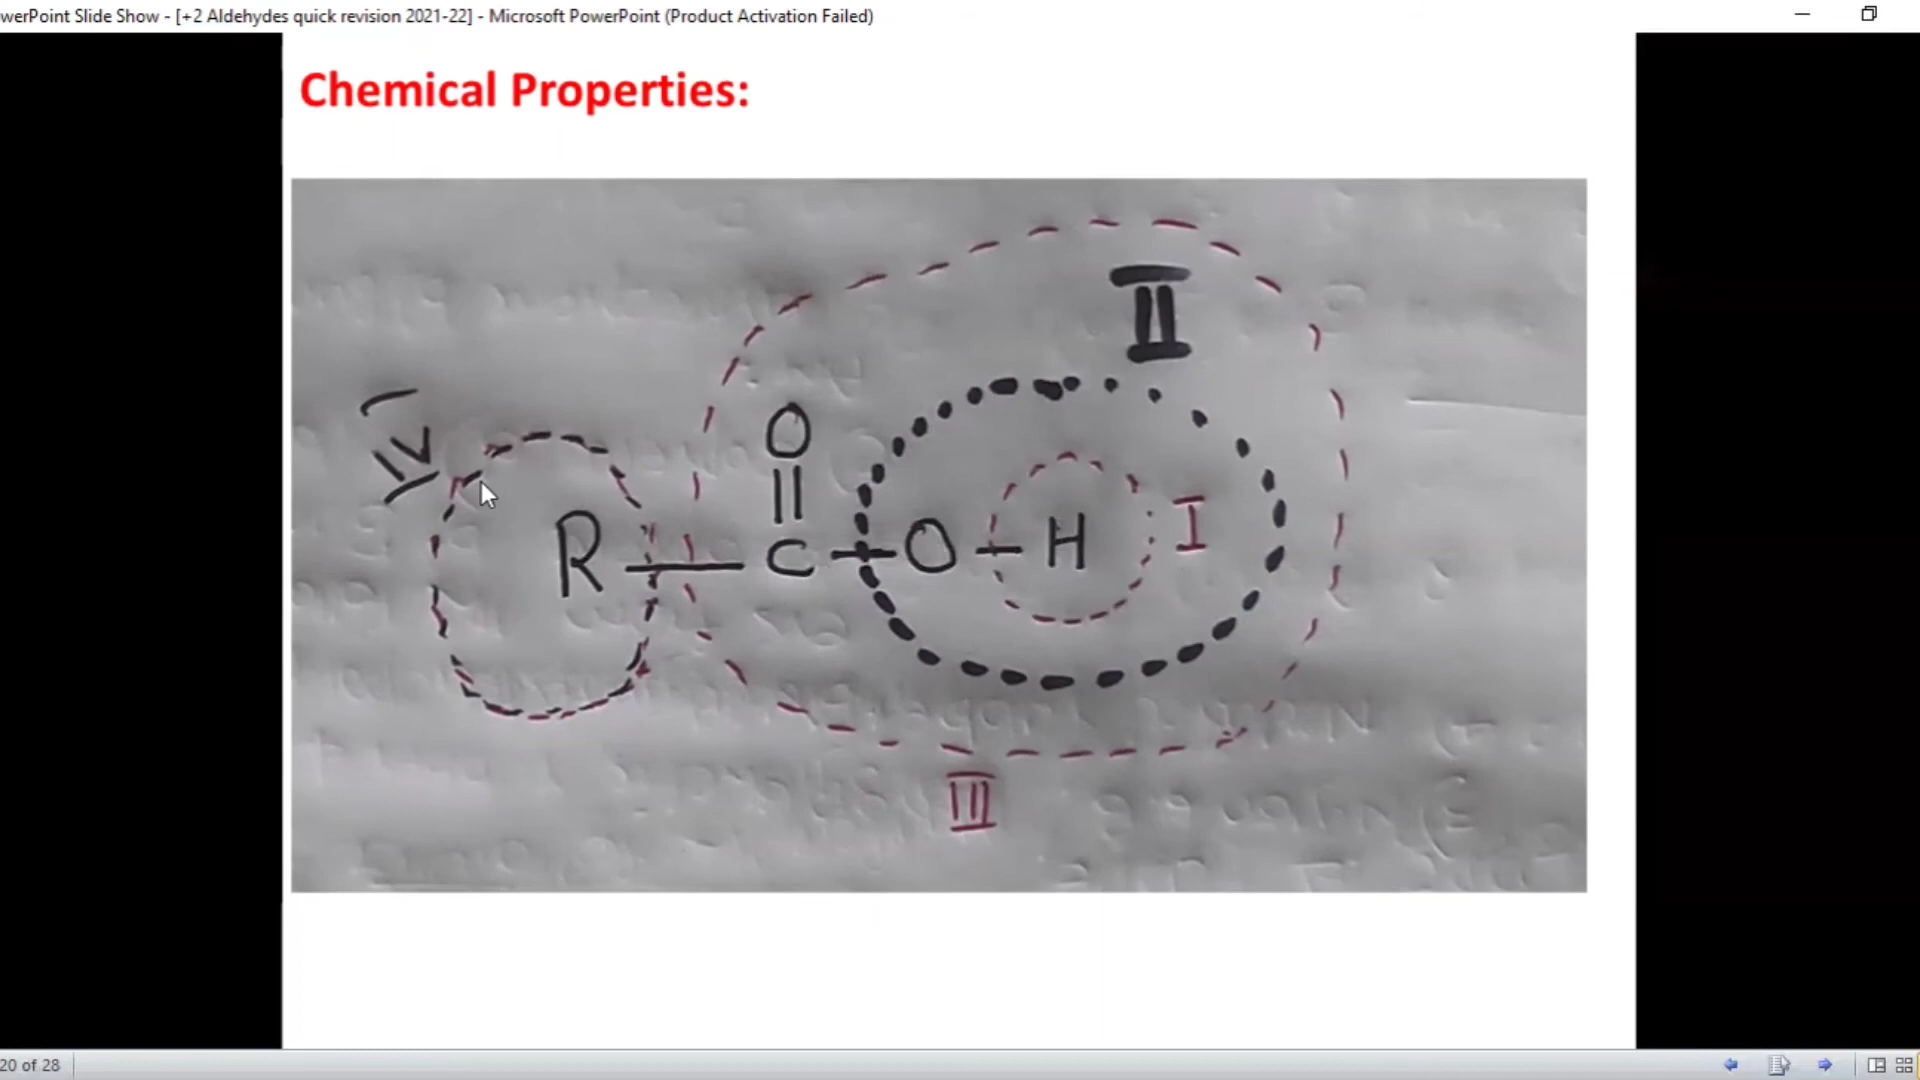 owerPoint Slide Show - [+2 Aldehydes quick revision 2021-22] - Microsoft PowerPoint (Product Activation Failed)
Chemical Properties:
II
IV
O
R - C - O - H
I
III
20 of 28